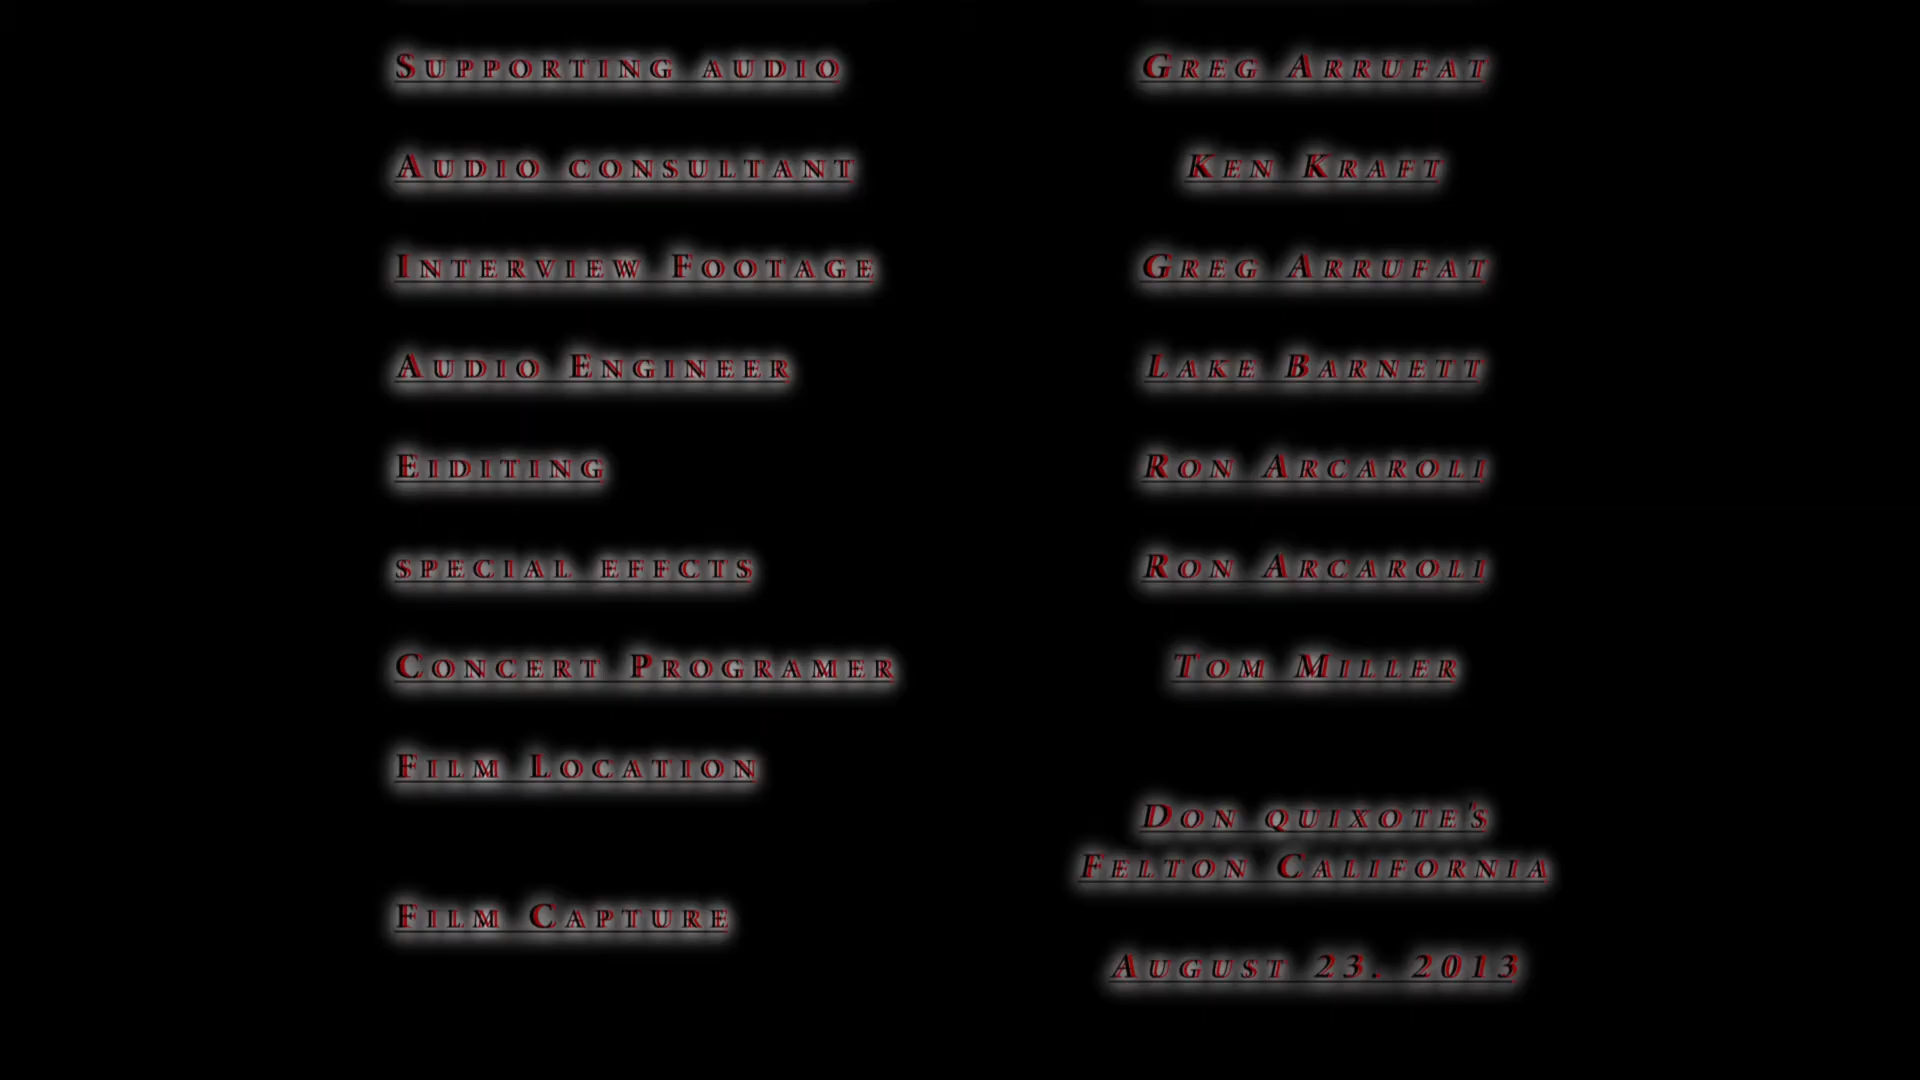 Supporting audio Greg Arrufat
Audio consultant Ken Kraft
Interview Footage Greg Arrufat
Audio Engineer Lake Barnett
Eiditing Ron Arcaroli
special effcts Ron Arcaroli
Concert Programer Tom Miller
Film Location
Don quixote's
Felton California
Film Capture
August 23. 2013